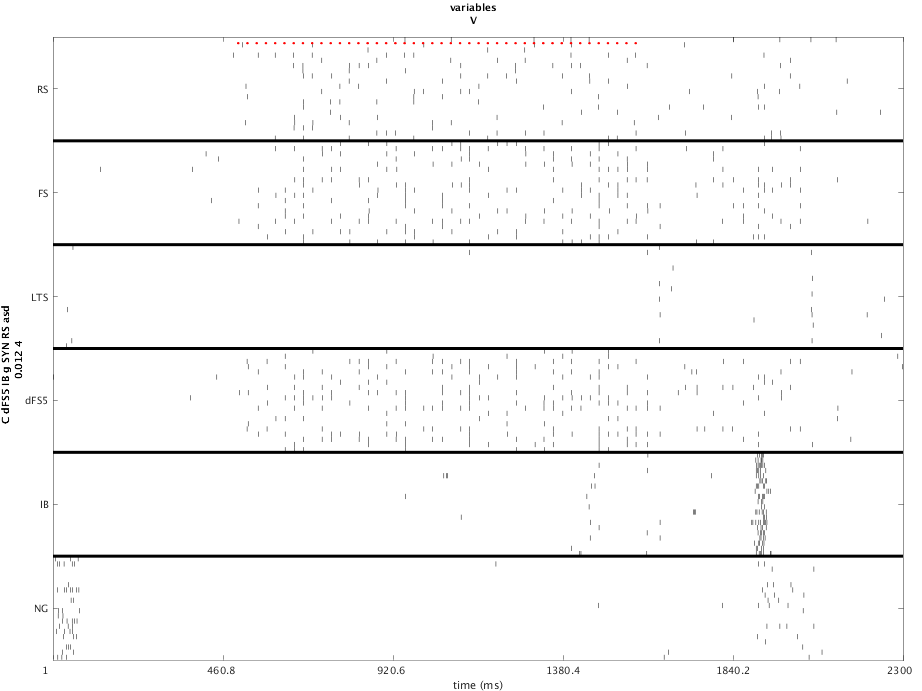 variables
V
RS
FS
LTS
dFS5
IB
NG
C dFS5 IB g SYN RS asd
0.012 4
1
460.8
920.6
1380.4
1840.2
2300
time (ms)